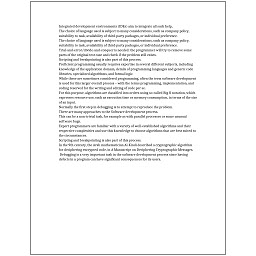 Integrated development environments (IDEs) aim to integrate all such help.
The choice of language used is subject to many considerations, such as company policy,
suitability to task, availability of third-party packages, or individual preference.
The choice of language used is subject to many considerations, such as company policy,
suitability to task, availability of third-party packages, or individual preference.
Trial-and-error/divide-and-conquer is needed: the programmer will try to remove some
parts of the original test case and check if the problem still exists.
Scripting and breakpointing is also part of this process.
Proficient programming usually requires expertise in several different subjects, including
knowledge of the application domain, details of programming languages and generic code
libraries, specialized algorithms, and formal logic.
While these are sometimes considered programming, often the term software development
is used for this larger overall process – with the terms programming, implementation, and
coding reserved for the writing and editing of code per se.
For this purpose, algorithms are classified into orders using so-called Big O notation, which
expresses resource use, such as execution time or memory consumption, in terms of the size
of an input.
Normally the first step in debugging is to attempt to reproduce the problem.
There are many approaches to the Software development process.
This can be a non-trivial task, for example as with parallel processes or some unusual
software bugs.
Expert programmers are familiar with a variety of well-established algorithms and their
respective complexities and use this knowledge to choose algorithms that are best suited to
the circumstances.
Scripting and breakpointing is also part of this process.
In the 9th century, the Arab mathematician Al-Kindi described a cryptographic algorithm
for deciphering encrypted code, in A Manuscript on Deciphering Cryptographic Messages.
Debugging is a very important task in the software development process since having
defects in a program can have significant consequences for its users.